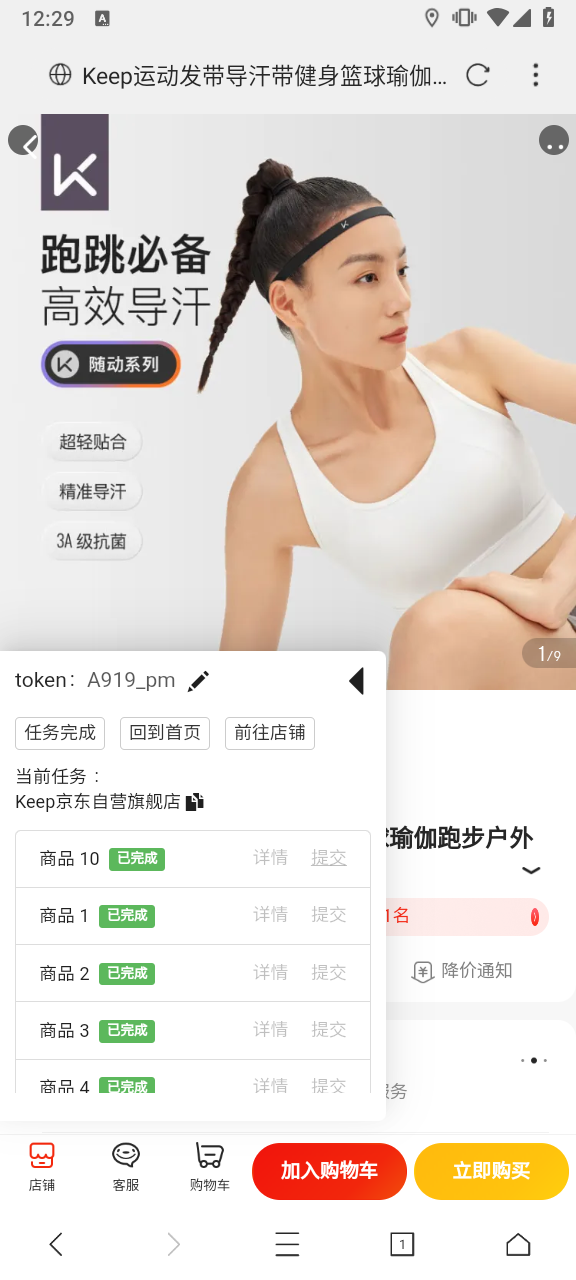 12:29
A
Keep运动发带导汗带健身篮球瑜伽...
跑跳必备
高效导汗
随动系列
超轻贴合
精准导汗
3A 级抗菌
1/9
token： A919_pm
任务完成 回到首页 前往店铺
当前任务：
Keep京东自营旗舰店
商品 10 已完成 详情 提交
商品 1 已完成 详情 提交
商品 2 已完成 详情 提交
商品 3 已完成 详情 提交
商品 4 已完成 详情 提交
瑜伽跑步户外
1名
降价通知
服务
店铺 客服 购物车 加入购物车 立即购买
1